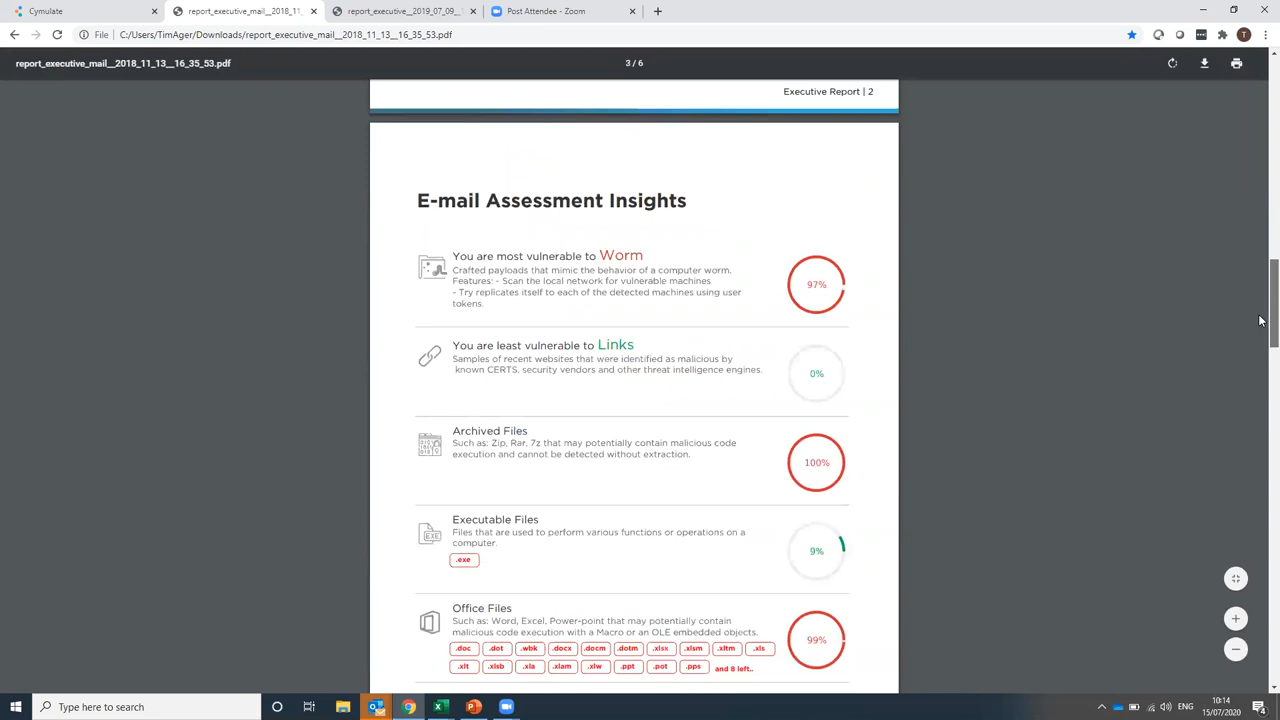 Cymulate
report_executive_mail__2018_11_
report_executive__2019_07_09__
Post Attendee - Zoom
File
C:/Users/TimAger/Downloads/report_executive_mail__2018_11_13__16_35_53.pdf
T
report_executive_mail__2018_11_13__16_35_53.pdf
3 / 6
Executive Report | 2
E-mail Assessment Insights
You are most vulnerable to Worm
Crafted payloads that mimic the behavior of a computer worm.
Features: - Scan the local network for vulnerable machines
- Try replicates itself to each of the detected machines using user
tokens.
97%
You are least vulnerable to Links
Samples of recent websites that were identified as malicious by
known CERTS, security vendors and other threat intelligence engines.
0%
Archived Files
Such as: Zip, Rar, 7z that may potentially contain malicious code
execution and cannot be detected without extraction.
100%
Executable Files
Files that are used to perform various functions or operations on a
computer.
EXE
.exe
9%
Office Files
Such as: Word, Excel, Power-point that may potentially contain
malicious code execution with a Macro or an OLE embedded objects.
.doc .dot .wbk .docx .docm .dotm .xlsx .xlsm .xltm .xls
.xlt .xlsb .xla .xlam .xlw .ppt .pot .pps and 8 left..
99%
Type here to search
ENG
10:14
15/07/2020
4